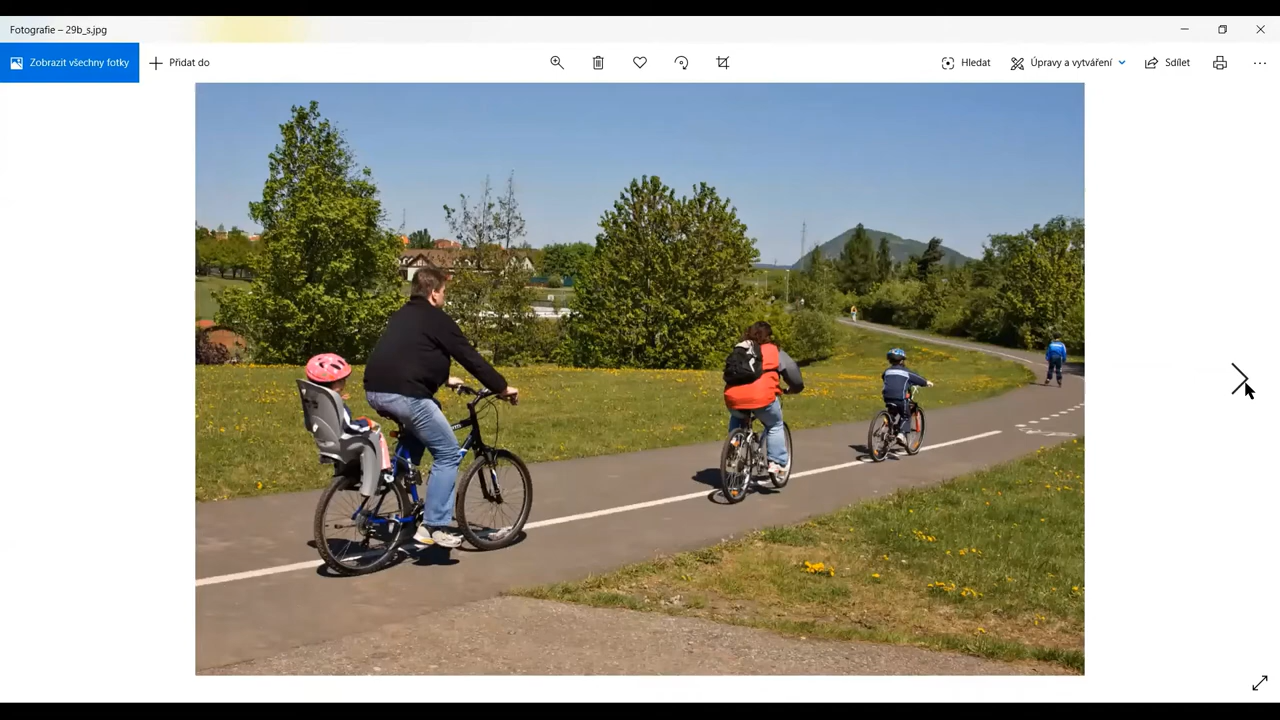 Fotografie – 29b_s.jpg
Zobrazit všechny fotky
Přidat do
Hledat
Úpravy a vytváření
Sdílet